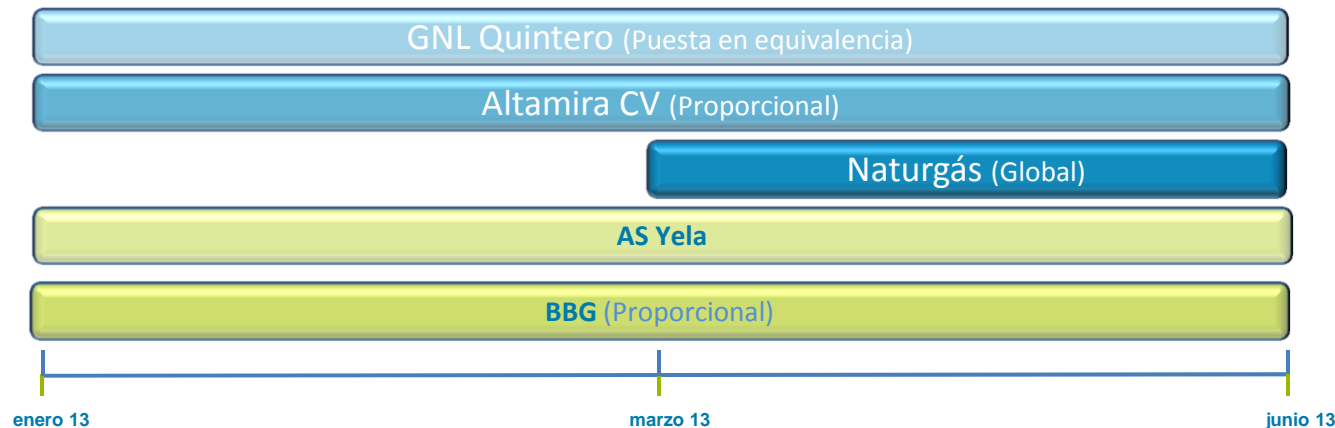 GNL Quintero (Puesta en equivalencia)
Altamira CV (Proporcional)
Naturgás (Global)
AS Yela
BBG (Proporcional)
enero 13 marzo 13 junio 13